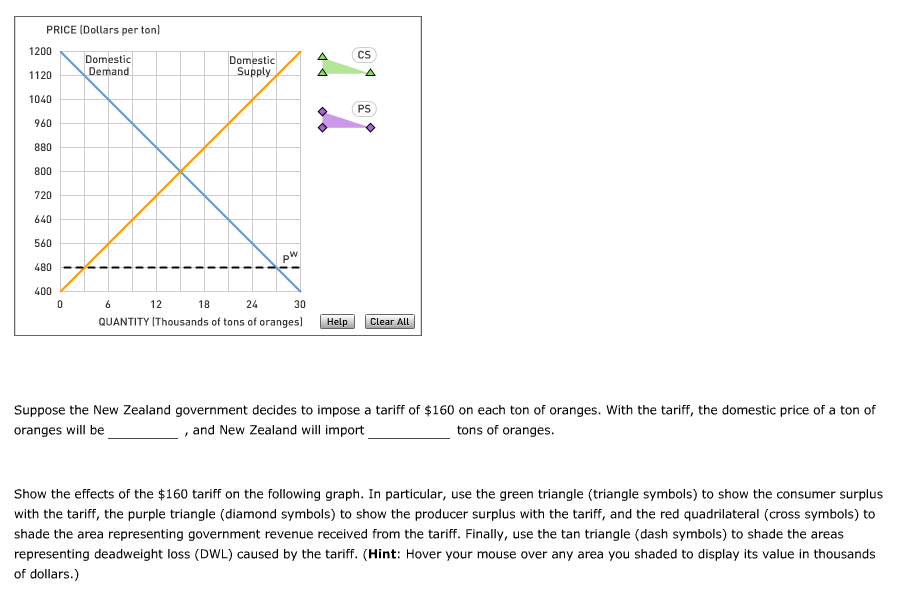 PRICE (Dollars per ton)
1200
1120
1040
960
880
800
720
640
560
480
400
Domestic
Demand
Domestic
Supply
P^W
0 6 12 18 24 30
QUANTITY (Thousands of tons of oranges)
CS
PS
Help Clear All
Suppose the New Zealand government decides to impose a tariff of $160 on each ton of oranges. With the tariff, the domestic price of a ton of
oranges will be __________ , and New Zealand will import ____________ tons of oranges.
Show the effects of the $160 tariff on the following graph. In particular, use the green triangle (triangle symbols) to show the consumer surplus
with the tariff, the purple triangle (diamond symbols) to show the producer surplus with the tariff, and the red quadrilateral (cross symbols) to
shade the area representing government revenue received from the tariff. Finally, use the tan triangle (dash symbols) to shade the areas
representing deadweight loss (DWL) caused by the tariff. (Hint: Hover your mouse over any area you shaded to display its value in thousands
of dollars.)